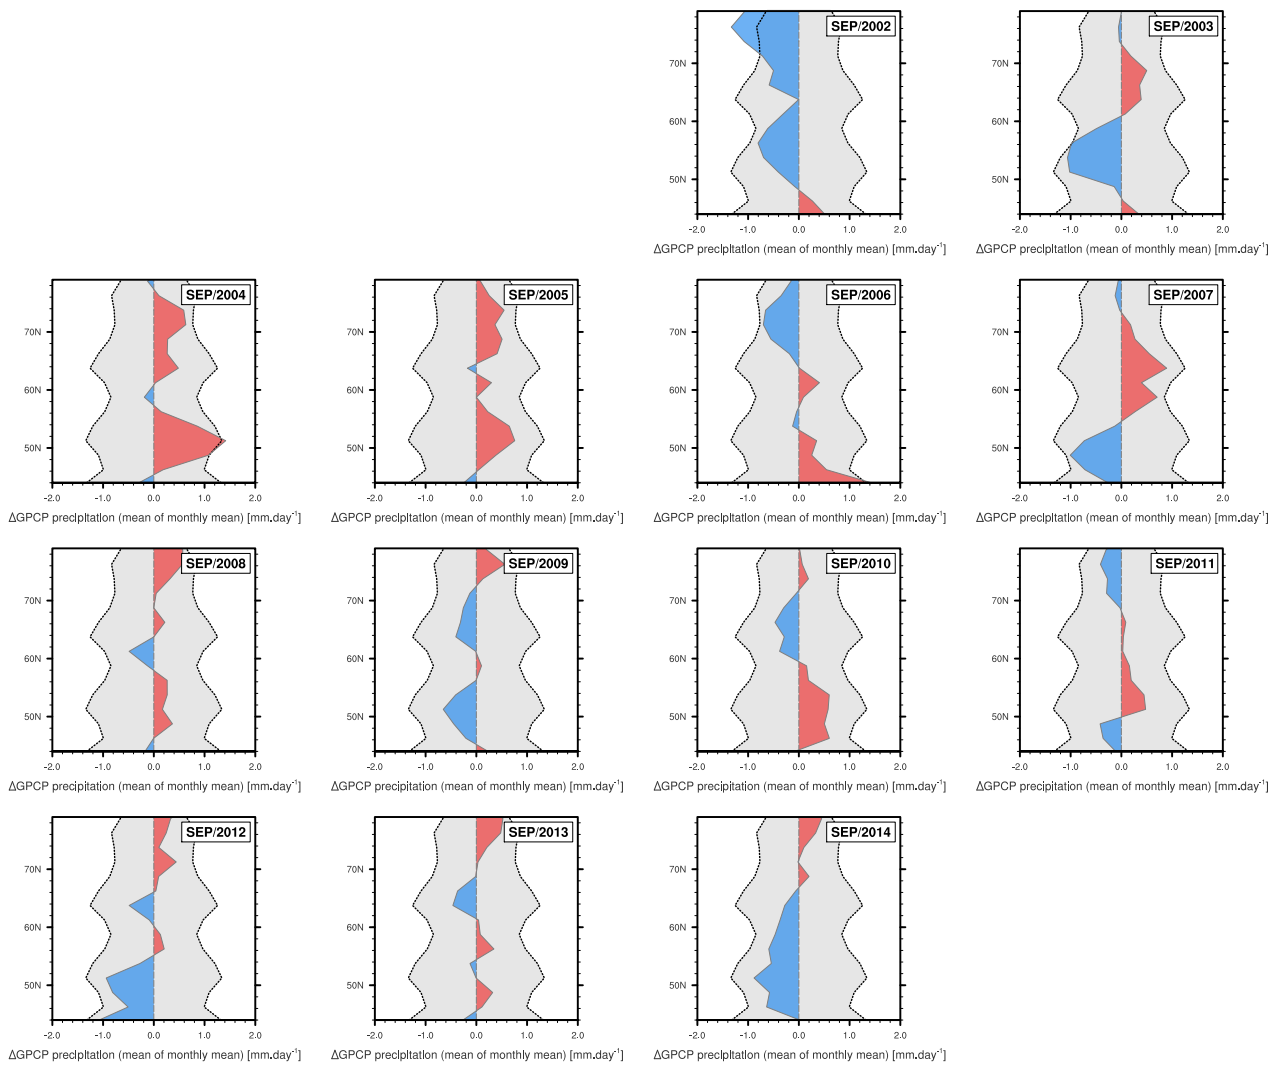 SEP/2002
70N
60N
50N
-2.0 -1.0 0.0 1.0 2.0
ΔGPCP precipitation (mean of monthly mean) [mm.day⁻¹]
SEP/2003
70N
60N
50N
-2.0 -1.0 0.0 1.0 2.0
ΔGPCP precipitation (mean of monthly mean) [mm.day⁻¹]
SEP/2004
70N
60N
50N
-2.0 -1.0 0.0 1.0 2.0
ΔGPCP precipitation (mean of monthly mean) [mm.day⁻¹]
SEP/2005
70N
60N
50N
-2.0 -1.0 0.0 1.0 2.0
ΔGPCP precipitation (mean of monthly mean) [mm.day⁻¹]
SEP/2006
70N
60N
50N
-2.0 -1.0 0.0 1.0 2.0
ΔGPCP precipitation (mean of monthly mean) [mm.day⁻¹]
SEP/2007
70N
60N
50N
-2.0 -1.0 0.0 1.0 2.0
ΔGPCP precipitation (mean of monthly mean) [mm.day⁻¹]
SEP/2008
70N
60N
50N
-2.0 -1.0 0.0 1.0 2.0
ΔGPCP precipitation (mean of monthly mean) [mm.day⁻¹]
SEP/2009
70N
60N
50N
-2.0 -1.0 0.0 1.0 2.0
ΔGPCP precipitation (mean of monthly mean) [mm.day⁻¹]
SEP/2010
70N
60N
50N
-2.0 -1.0 0.0 1.0 2.0
ΔGPCP precipitation (mean of monthly mean) [mm.day⁻¹]
SEP/2011
70N
60N
50N
-2.0 -1.0 0.0 1.0 2.0
ΔGPCP precipitation (mean of monthly mean) [mm.day⁻¹]
SEP/2012
70N
60N
50N
-2.0 -1.0 0.0 1.0 2.0
ΔGPCP precipitation (mean of monthly mean) [mm.day⁻¹]
SEP/2013
70N
60N
50N
-2.0 -1.0 0.0 1.0 2.0
ΔGPCP precipitation (mean of monthly mean) [mm.day⁻¹]
SEP/2014
70N
60N
50N
-2.0 -1.0 0.0 1.0 2.0
ΔGPCP precipitation (mean of monthly mean) [mm.day⁻¹]